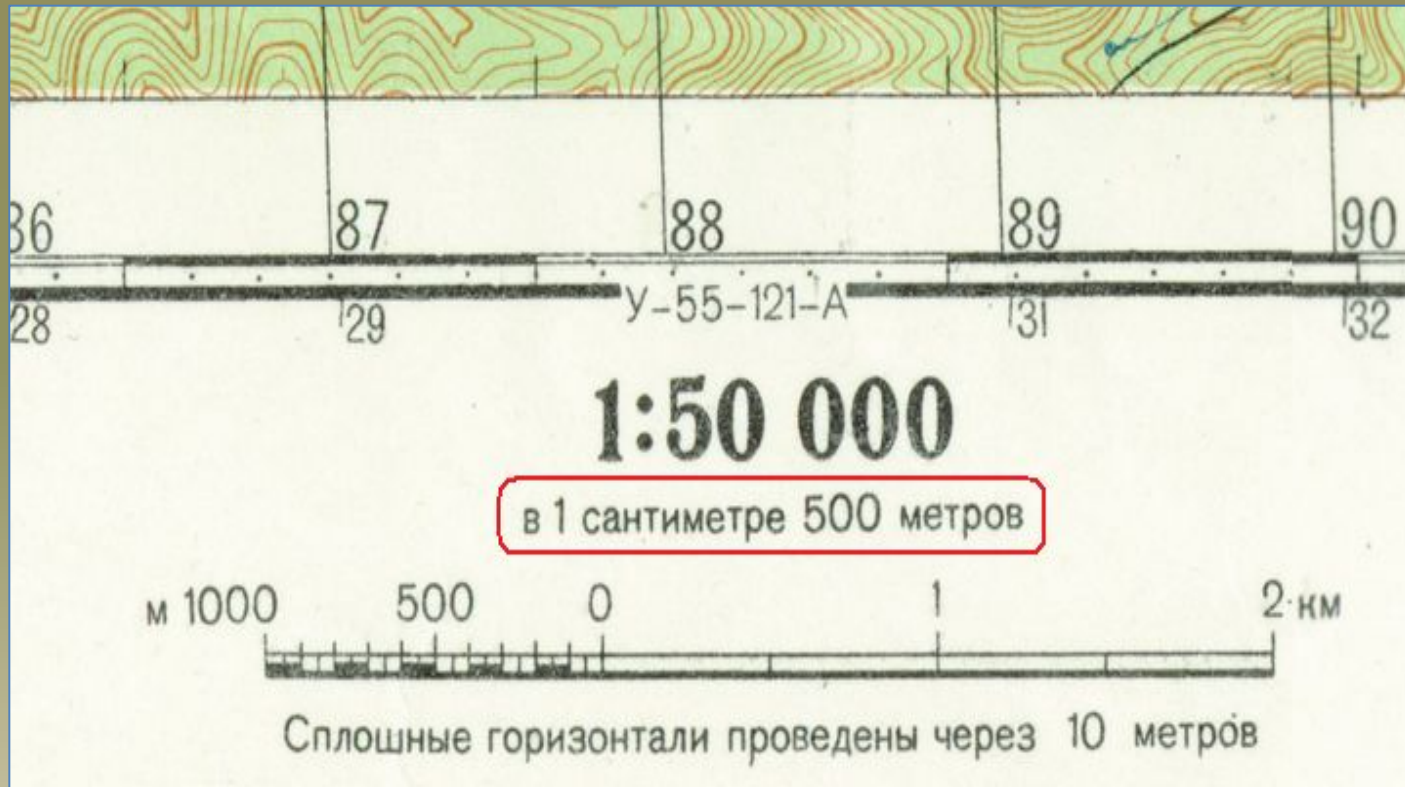 86 87 88 89 90
28 29 У-55-121-А 31 32
1:50 000
в 1 сантиметре 500 метров
м 1000 500 0 1 2 км
Сплошные горизонтали проведены через 10 метров